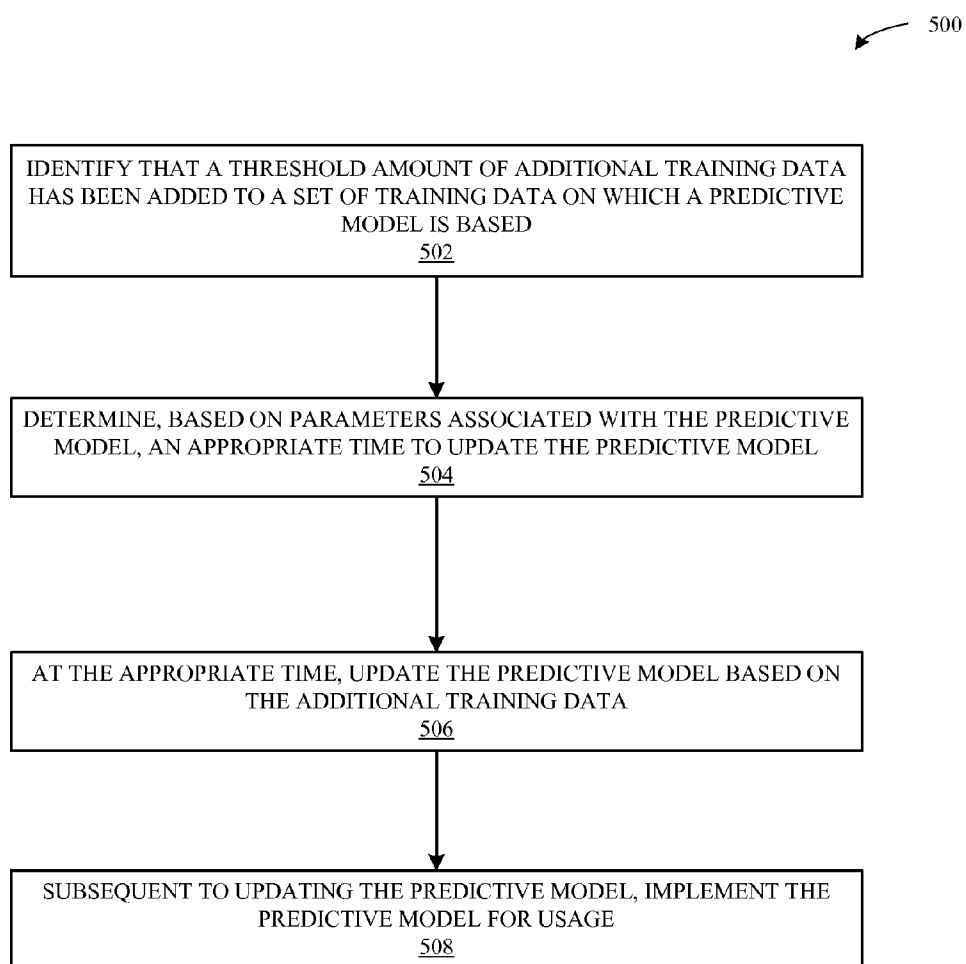 500
IDENTIFY THAT A THRESHOLD AMOUNT OF ADDITIONAL TRAINING DATA
HAS BEEN ADDED TO A SET OF TRAINING DATA ON WHICH A PREDICTIVE
MODEL IS BASED
502
DETERMINE, BASED ON PARAMETERS ASSOCIATED WITH THE PREDICTIVE
MODEL, AN APPROPRIATE TIME TO UPDATE THE PREDICTIVE MODEL
504
AT THE APPROPRIATE TIME, UPDATE THE PREDICTIVE MODEL BASED ON
THE ADDITIONAL TRAINING DATA
506
SUBSEQUENT TO UPDATING THE PREDICTIVE MODEL, IMPLEMENT THE
PREDICTIVE MODEL FOR USAGE
508